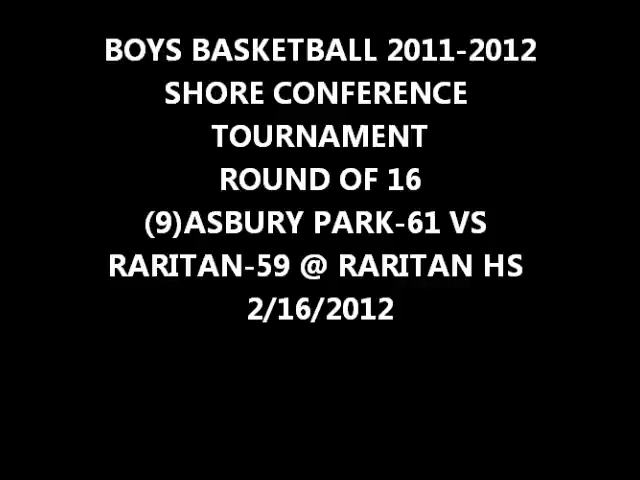 BOYS BASKETBALL 2011-2012
SHORE CONFERENCE
TOURNAMENT
ROUND OF 16
(9)ASBURY PARK-61 VS
RARITAN-59 @ RARITAN HS
2/16/2012